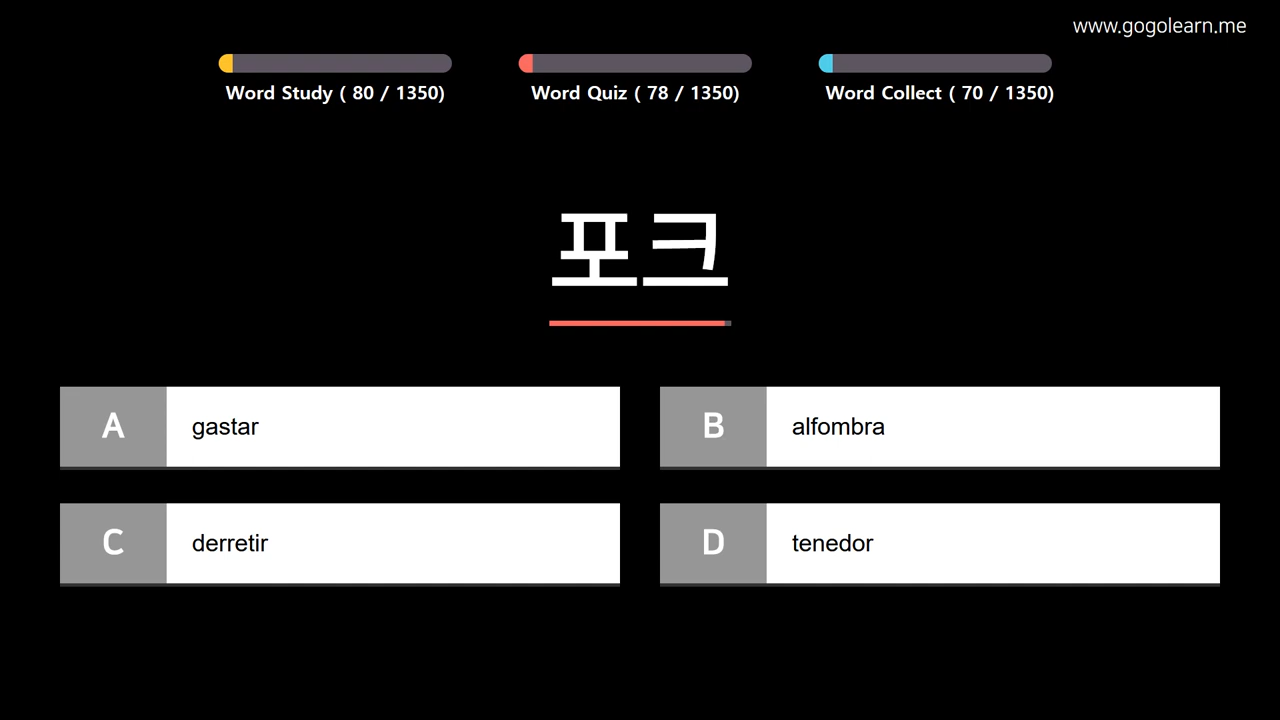 www.gogolearn.me
Word Study ( 80 / 1350)
Word Quiz ( 78 / 1350)
Word Collect ( 70 / 1350)
포크
A gastar
B alfombra
C derretir
D tenedor